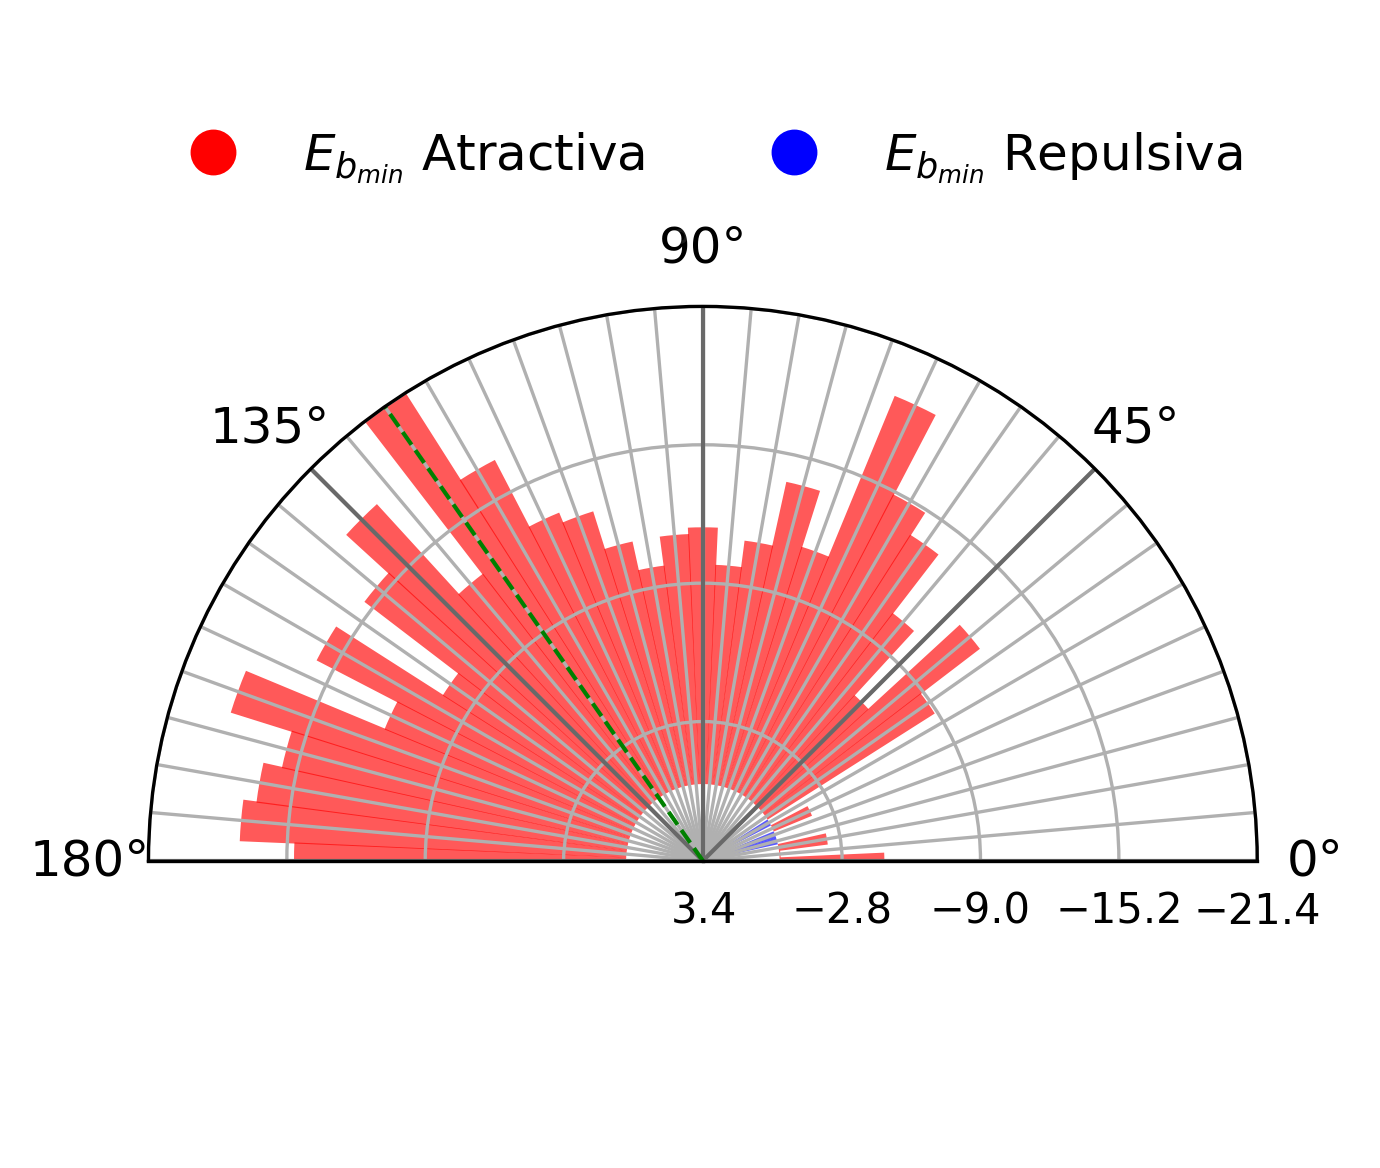 E_{b_{min}} Atractiva E_{b_{min}} Repulsiva
90°
135° 45°
180° 0°
3.4 −2.8 −9.0 −15.2 −21.4